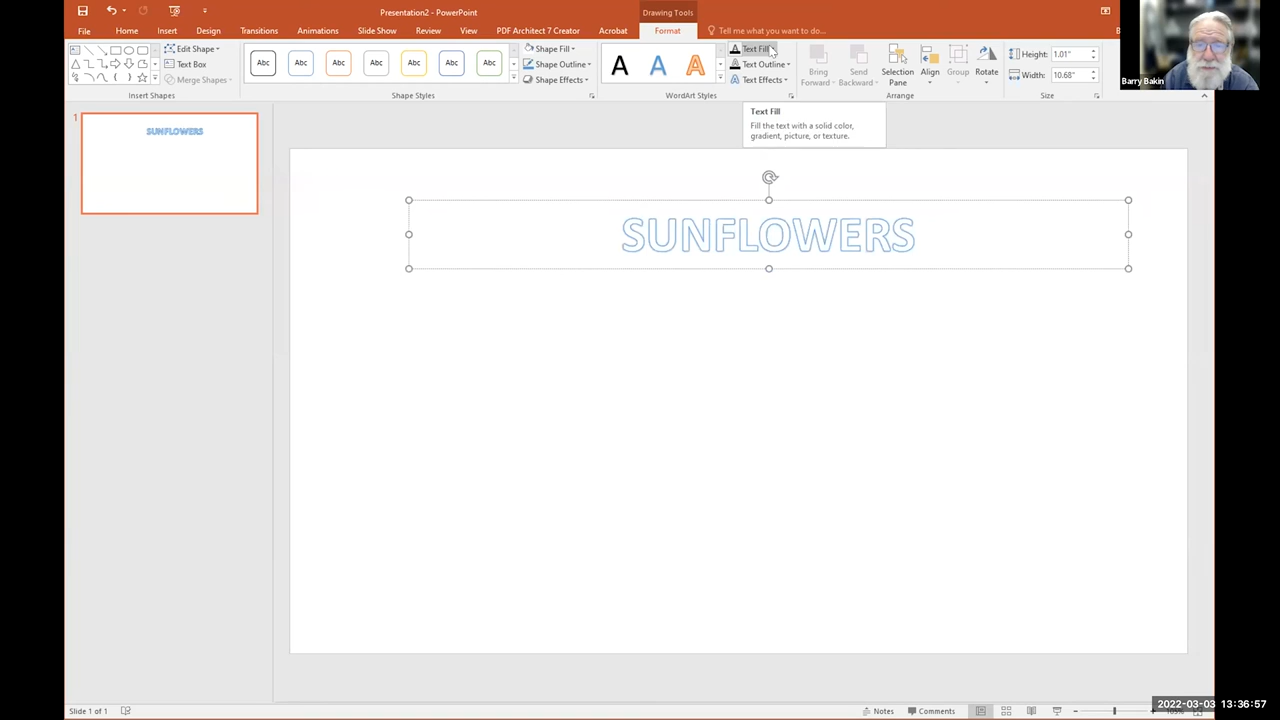 Presentation2 - PowerPoint
Drawing Tools
File Home Insert Design Transitions Animations Slide Show Review View PDF Architect 7 Creator Acrobat Format Tell me what you want to do...
Edit Shape
Text Box
Merge Shapes
Insert Shapes
Abc Abc Abc Abc Abc Abc Abc
Shape Fill
Shape Outline
Shape Effects
Shape Styles
A A A
Text Fill
Text Outline
Text Effects
WordArt Styles
Bring Forward
Send Backward
Selection Pane
Align
Group
Rotate
Arrange
Height: 1.01"
Width: 10.68"
Size
Barry Bakin
Text Fill
Fill the text with a solid color,
gradient, picture, or texture.
1
SUNFLOWERS
SUNFLOWERS
Slide 1 of 1
Notes
Comments
2022-03-03 13:36:57